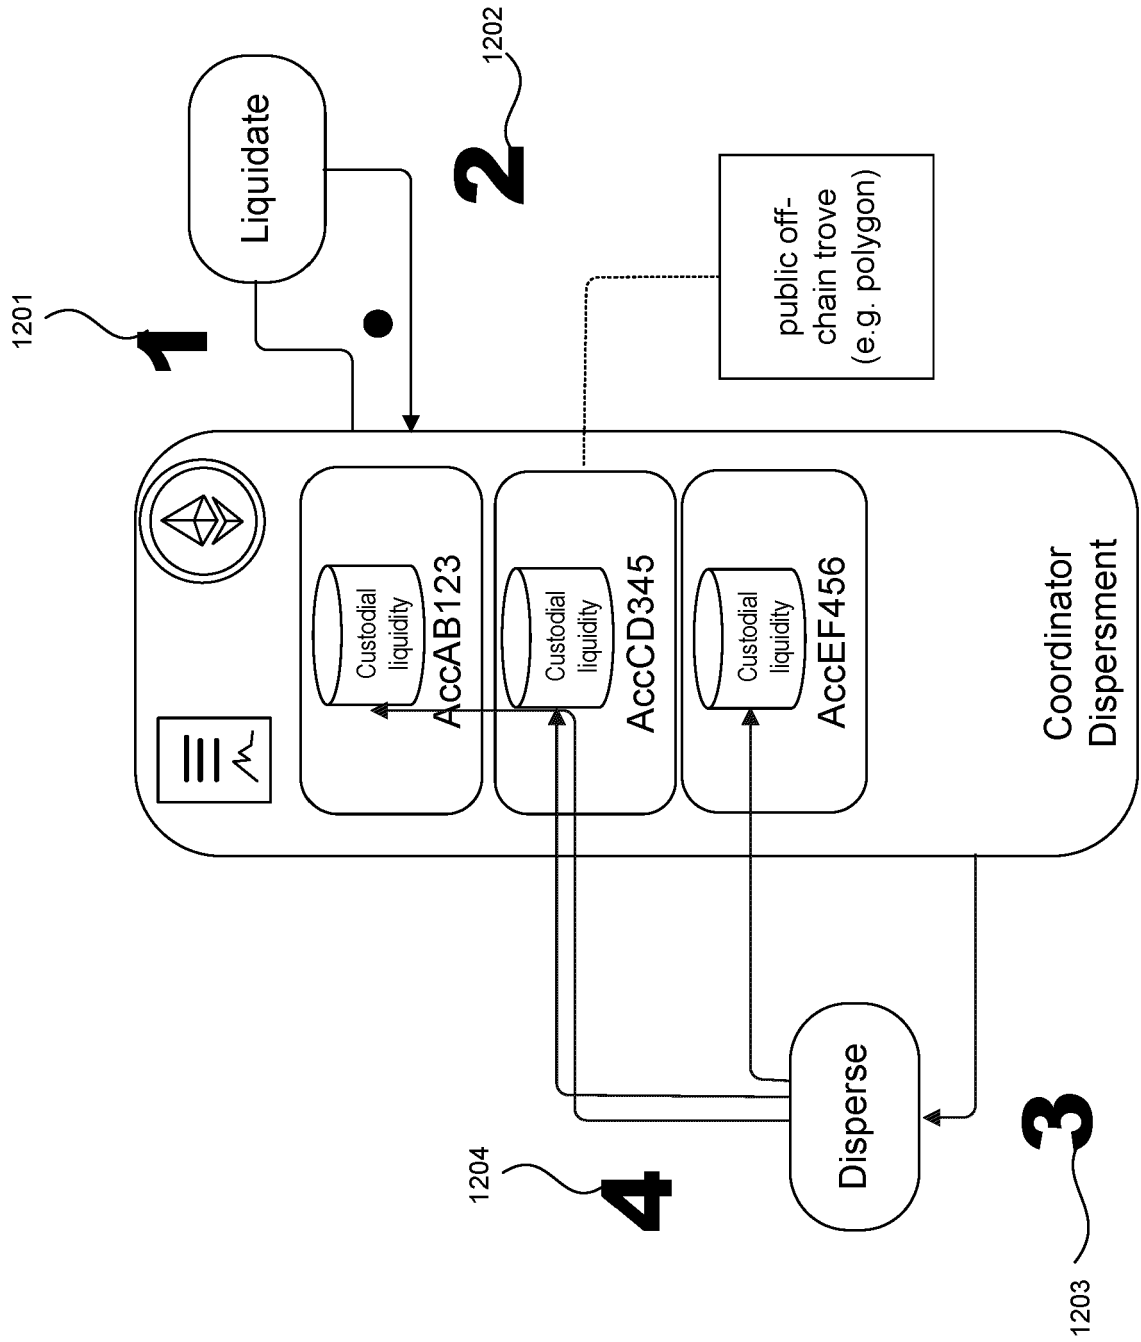 1201
1
Liquidate
2
1202
Custodial
liquidity
AccAB123
Custodial
liquidity
AccCD345
Custodial
liquidity
AccEF456
public off-
chain trove
(e.g. polygon)
Coordinator
Dispersment
1204
4
Disperse
3
1203